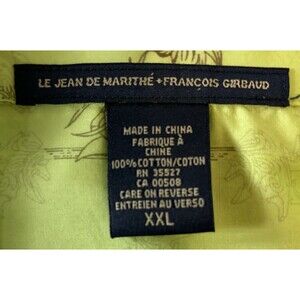 LE JEAN DE MARITHÉ + FRANÇOIS GIRBAUD
MADE IN CHINA
FABRIQUE À
CHINE
100% COTTON/COTON
RN 35527
CA 00508
CARE ON REVERSE
ENTREIEN AU VERSO
XXL